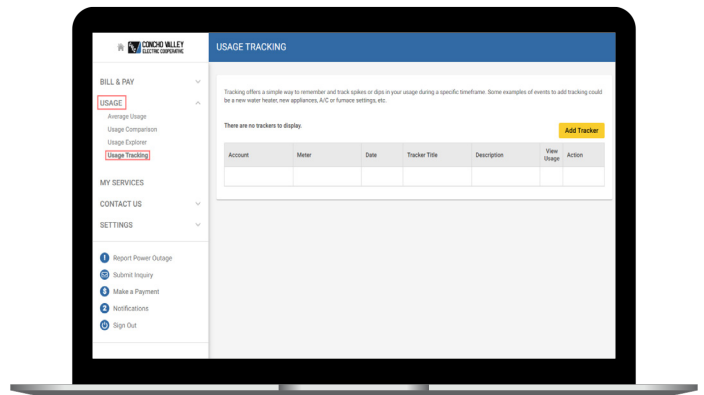 CONCHO VALLEY
ELECTRIC COOPERATIVE
USAGE TRACKING
BILL & PAY
USAGE
Average Usage
Usage Comparison
Usage Explorer
Usage Tracking
MY SERVICES
CONTACT US
SETTINGS
Report Power Outage
Submit Inquiry
$ Make a Payment
2 Notifications
Sign Out
Tracking offers a simple way to remember and track spikes or dips in your usage during a specific timeframe. Some examples of events to add tracking could
be a new water heater, new appliances, A/C or furnace settings, etc.
There are no trackers to display.
Add Tracker
Account Meter Date Tracker Title Description View Usage Action